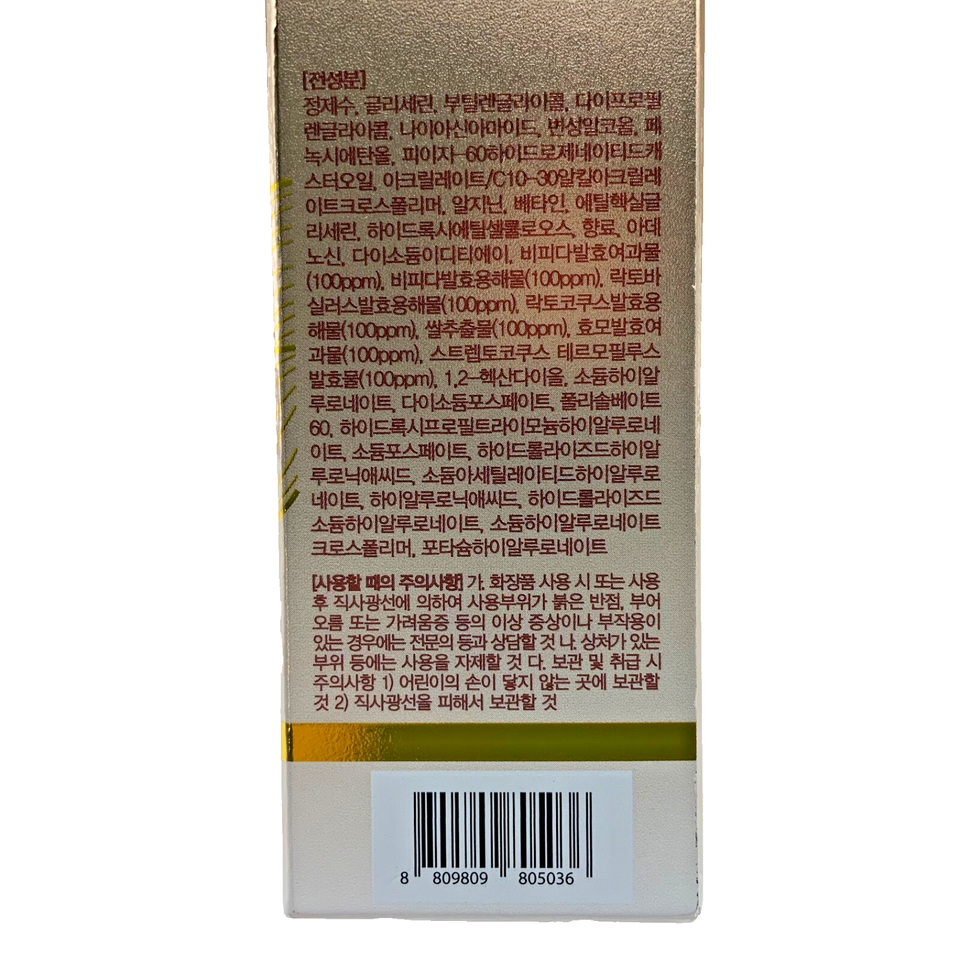 [전성분]
정제수, 글리세린, 부틸렌글라이콜, 다이프로필
렌글라이콜, 나이아신아마이드, 변성알코올, 페
녹시에탄올, 피이지-60하이드로제네이티드캐
스터오일, 아크릴레이트/C10-30알킬아크릴레
이트크로스폴리머, 알지닌, 베타인, 에틸헥실글
리세린, 하이드록시에틸셀룰로오스, 향료, 아데
노신, 다이소듐이디티에이, 비피다발효여과물
(100ppm), 비피다발효용해물(100ppm), 락토바
실러스발효용해물(100ppm), 락토코쿠스발효용
해물(100ppm), 쌀추출물(100ppm), 효모발효여
과물(100ppm), 스트렙토코쿠스 테르모필루스
발효물(100ppm), 1,2-헥산다이올, 소듐하이알
루로네이트, 다이소듐포스페이트, 폴리솔베이트
60, 하이드록시프로필트라이모늄하이알루로네
이트, 소듐포스페이트, 하이드롤라이즈드하이알
루로닉애씨드, 소듐아세틸레이티드하이알루로
네이트, 하이알루로닉애씨드, 하이드롤라이즈드
소듐하이알루로네이트, 소듐하이알루로네이트
크로스폴리머, 포타슘하이알루로네이트
[사용할 때의 주의사항] 가. 화장품 사용 시 또는 사용
후 직사광선에 의하여 사용부위가 붉은 반점, 부어
오름 또는 가려움증 등의 이상 증상이나 부작용이
있는 경우에는 전문의 등과 상담할 것 나. 상처가 있는
부위 등에는 사용을 자제할 것 다. 보관 및 취급 시
주의사항 1) 어린이의 손이 닿지 않는 곳에 보관할
것 2) 직사광선을 피해서 보관할 것
8 809809 805036